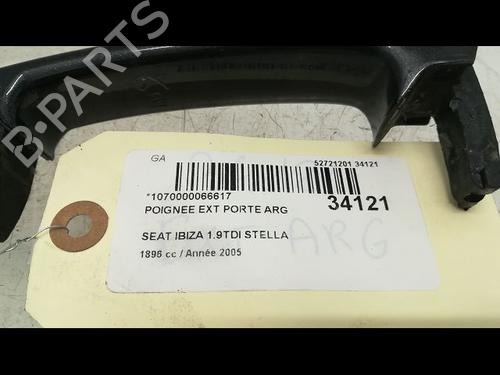 B-PARTS
GA
52721201 34121
*1070000066617
POIGNEE EXT PORTE ARG
34121
SEAT IBIZA 1.9TDI STELLA
ARG
1896 cc / Année 2005